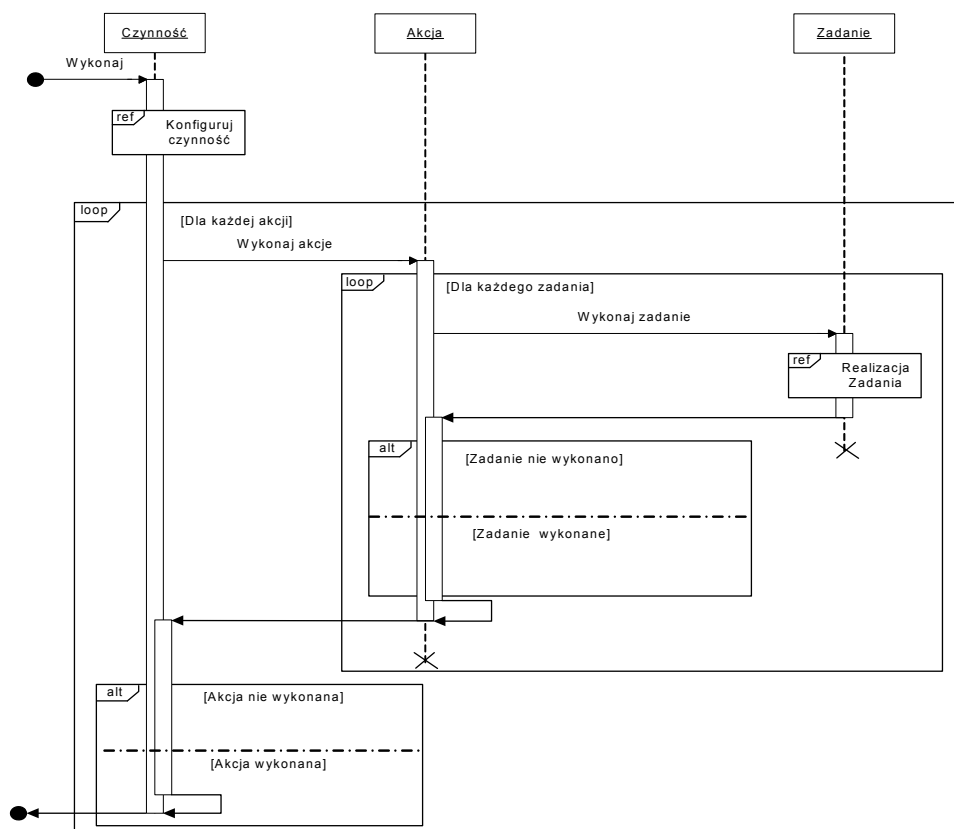 Czynność
Akcja
Zadanie
Wykonaj
ref
Konfiguruj
czynność
loop
[Dla każdej akcji]
Wykonaj akcje
loop
[Dla każdego zadania]
Wykonaj zadanie
ref
Realizacja
Zadania
alt
[Zadanie nie wykonano]
[Zadanie wykonane]
alt
[Akcja nie wykonana]
[Akcja wykonana]